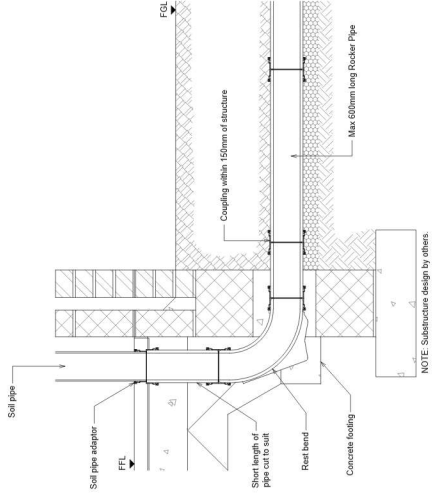 Soil pipe
Soil pipe adaptor
FFL
Short length of
pipe cut to suit
Rest bend
Concrete footing
FGL
Coupling within 150mm of structure
Max 600mm long Rocker Pipe
NOTE: Substructure design by others.